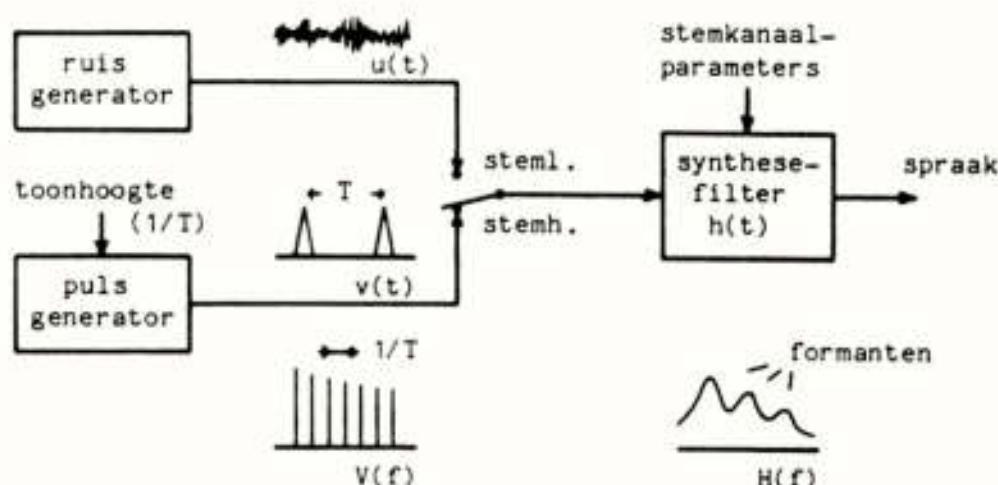 ruis
generator
u(t)
stemkanaal-
parameters
toonhoogte
(1/T)
T
steml.
stemh.
synthese-
filter
h(t)
spraak
puls
generator
v(t)
1/T
V(f)
formanten
H(f)